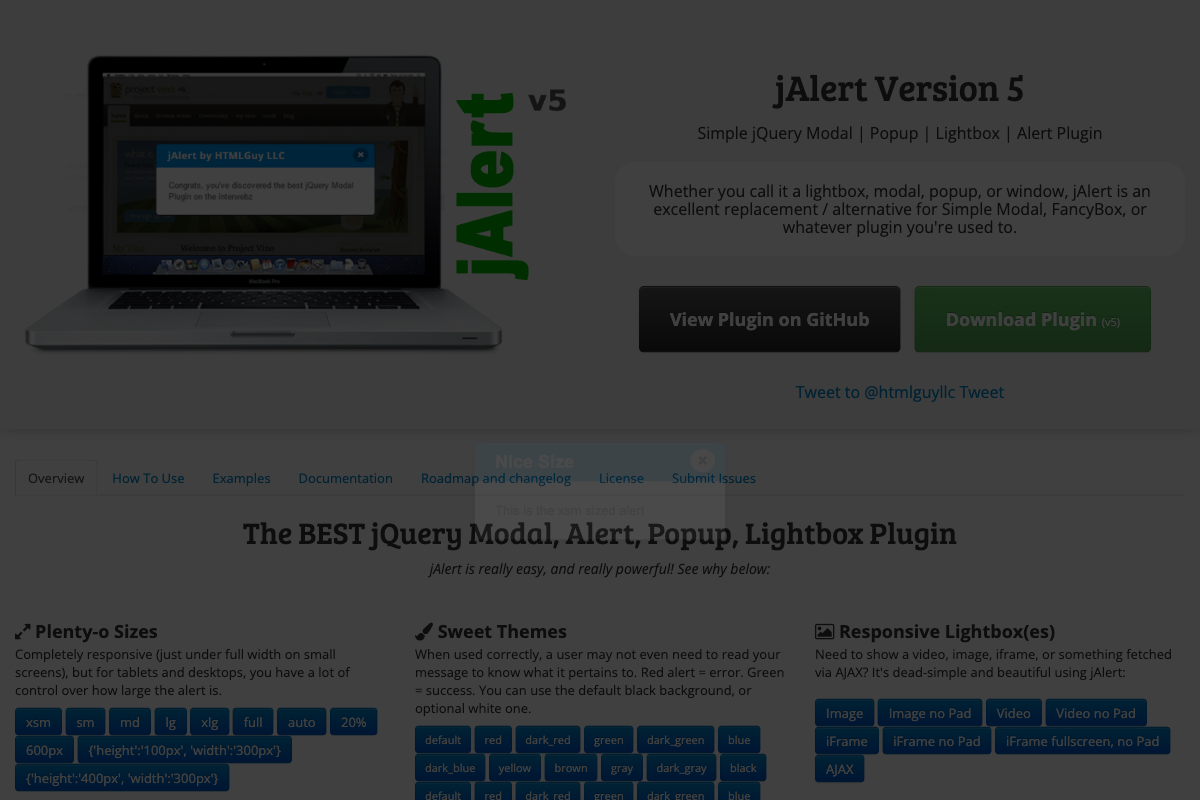 jAlert by HTMLGuy LLC
Congrats, you've discovered the best jQuery Modal
Plugin on the interwebz
Welcome to Project Vino
MacBook Pro
jAlert
v5
jAlert Version 5
Simple jQuery Modal | Popup | Lightbox | Alert Plugin
Whether you call it a lightbox, modal, popup, or window, jAlert is an
excellent replacement / alternative for Simple Modal, FancyBox, or
whatever plugin you're used to.
View Plugin on GitHub
Download Plugin (v5)
Tweet to @htmlguyllc Tweet
Nice Size
This is the xsm sized alert
Overview How To Use Examples Documentation Roadmap and changelog License Submit Issues
The BEST jQuery Modal, Alert, Popup, Lightbox Plugin
jAlert is really easy, and really powerful! See why below:
Plenty-o Sizes
Completely responsive (just under full width on small
screens), but for tablets and desktops, you have a lot of
control over how large the alert is.
xsm sm md lg xlg full auto 20%
600px {'height':'100px', 'width':'300px'}
{'height':'400px', 'width':'300px'}
Sweet Themes
When used correctly, a user may not even need to read your
message to know what it pertains to. Red alert = error. Green
= success. You can use the default black background, or
optional white one.
default red dark_red green dark_green blue
dark_blue yellow brown gray dark_gray black
default red dark_red green dark_green blue
Responsive Lightbox(es)
Need to show a video, image, iframe, or something fetched
via AJAX? It's dead-simple and beautiful using jAlert:
Image Image no Pad Video Video no Pad
iFrame iFrame no Pad iFrame fullscreen, no Pad
AJAX